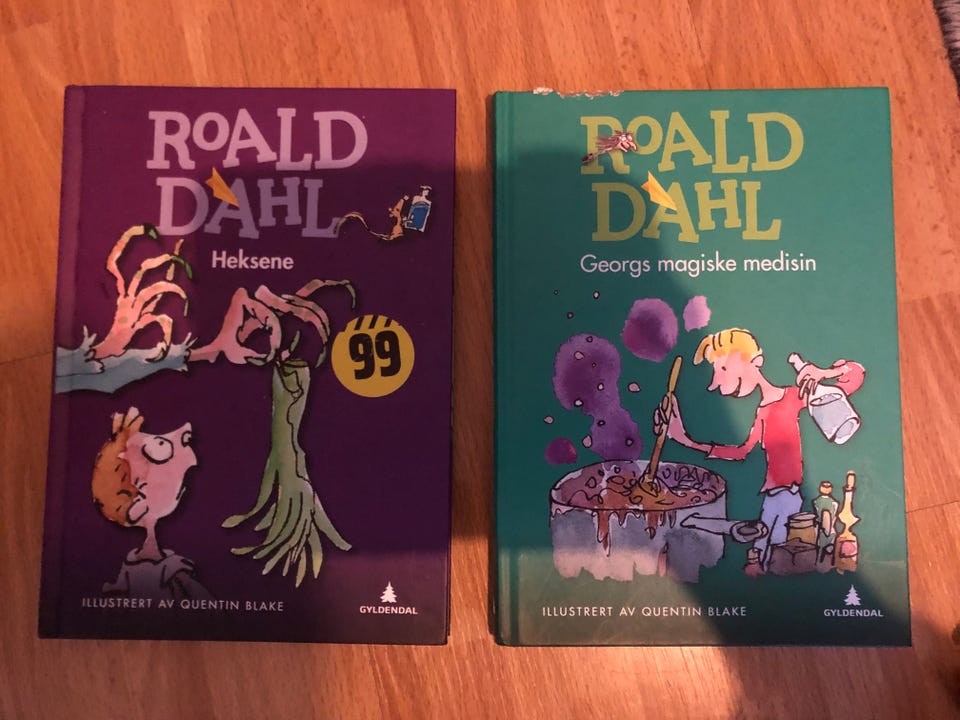 ROALD
DAHL
Heksene
99
ILLUSTRERT AV QUENTIN BLAKE
GYLDENDAL
ROALD
DAHL
Georgs magiske medisin
ILLUSTRERT AV QUENTIN BLAKE
GYLDENDAL